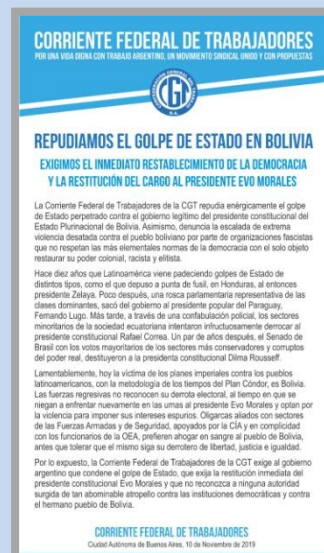 CORRIENTE FEDERAL DE TRABAJADORES
POR UNA VIDA DIGNA CON TRABAJO ARGENTINO, UN MOVIMIENTO SINDICAL UNIDO Y CON PROPUESTAS
CGT
REPUDIAMOS EL GOLPE DE ESTADO EN BOLIVIA
EXIGIMOS EL INMEDIATO RESTABLECIMIENTO DE LA DEMOCRACIA
Y LA RESTITUCIÓN DEL CARGO AL PRESIDENTE EVO MORALES
La Corriente Federal de Trabajadores de la CGT repudia enérgicamente el golpe
de Estado perpetrado contra el gobierno legítimo del presidente constitucional del
Estado Plurinacional de Bolivia. Asimismo, denuncia la escalada de extrema
violencia desatada contra el pueblo boliviano por parte de organizaciones fascistas
que no respetan las más elementales normas de la democracia con el solo objeto
restaurar su poder colonial, racista y elitista.
Hace diez años que Latinoamérica viene padeciendo golpes de Estado de
distintos tipos, como el que depuso a punta de fusil, en Honduras, al entonces
presidente Zelaya. Poco después, una rosca parlamentaria representativa de las
clases dominantes, sacó del gobierno al presidente popular del Paraguay,
Fernando Lugo. Más tarde, a través de una confabulación policial, los sectores
minoritarios de la sociedad ecuatoriana intentaron infructuosamente derrocar al
presidente constitucional Rafael Correa. Un par de años después, el Senado de
Brasil con los votos mayoritarios de los sectores más conservadores y corruptos
del poder real, destituyeron a la presidenta constitucional Dilma Rousseff.
Lamentablemente, hoy la víctima de los planes imperiales contra los pueblos
latinoamericanos, con la metodología de los tiempos del Plan Cóndor, es Bolivia.
Las fuerzas regresivas no reconocen su derrota electoral, al tiempo en que se
niegan a enfrentar nuevamente en las urnas al presidente Evo Morales y optan por
la violencia para imponer sus intereses espurios. Oligarcas aliados con sectores
de las Fuerzas Armadas y de Seguridad, apoyados por la CÍA y en complicidad
con los funcionarios de la OEA, prefieren ahogar en sangre al pueblo de Bolivia,
antes que tolerar que el mismo siga su derrotero de libertad, justicia e igualdad.
Por lo expuesto, la Corriente Federal de Trabajadores de la CGT exige al gobierno
argentino que condene el golpe de Estado, que exija la restitución inmediata del
presidente constitucional Evo Morales y que no reconozca a ninguna autoridad
surgida de tan abominable atropello contra las instituciones democráticas y contra
el hermano pueblo de Bolivia.
CORRIENTE FEDERAL DE TRABAJADORES
Ciudad Autónoma de Buenos Aires, 10 de Noviembre de 2019